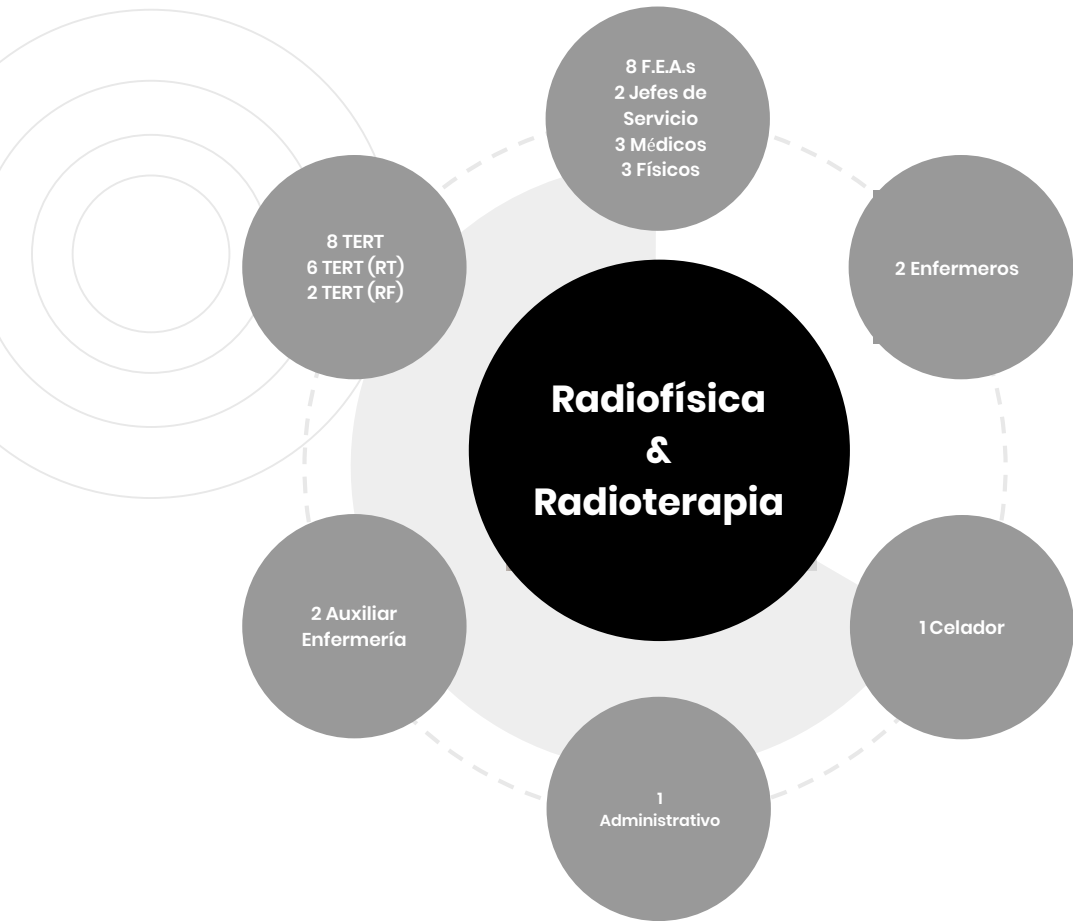 8 F.E.A.s
2 Jefes de
Servicio
3 Médicos
3 Físicos
2 Enfermeros
1 Celador
1
Administrativo
2 Auxiliar
Enfermería
8 TERT
6 TERT (RT)
2 TERT (RF)
Radiofísica
&
Radioterapia